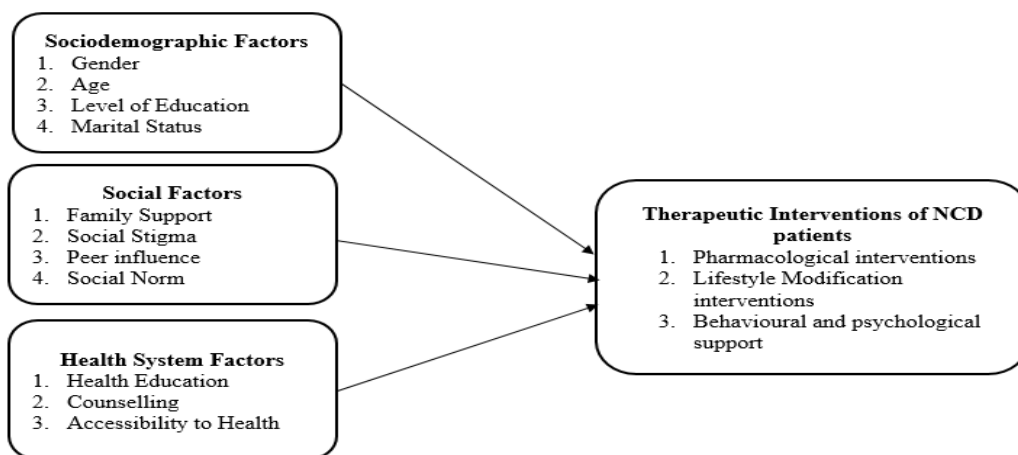 Sociodemographic Factors
1. Gender
2. Age
3. Level of Education
4. Marital Status
Social Factors
1. Family Support
2. Social Stigma
3. Peer influence
4. Social Norm
Health System Factors
1. Health Education
2. Counselling
3. Accessibility to Health
Therapeutic Interventions of NCD
patients
1. Pharmacological interventions
2. Lifestyle Modification
interventions
3. Behavioural and psychological
support